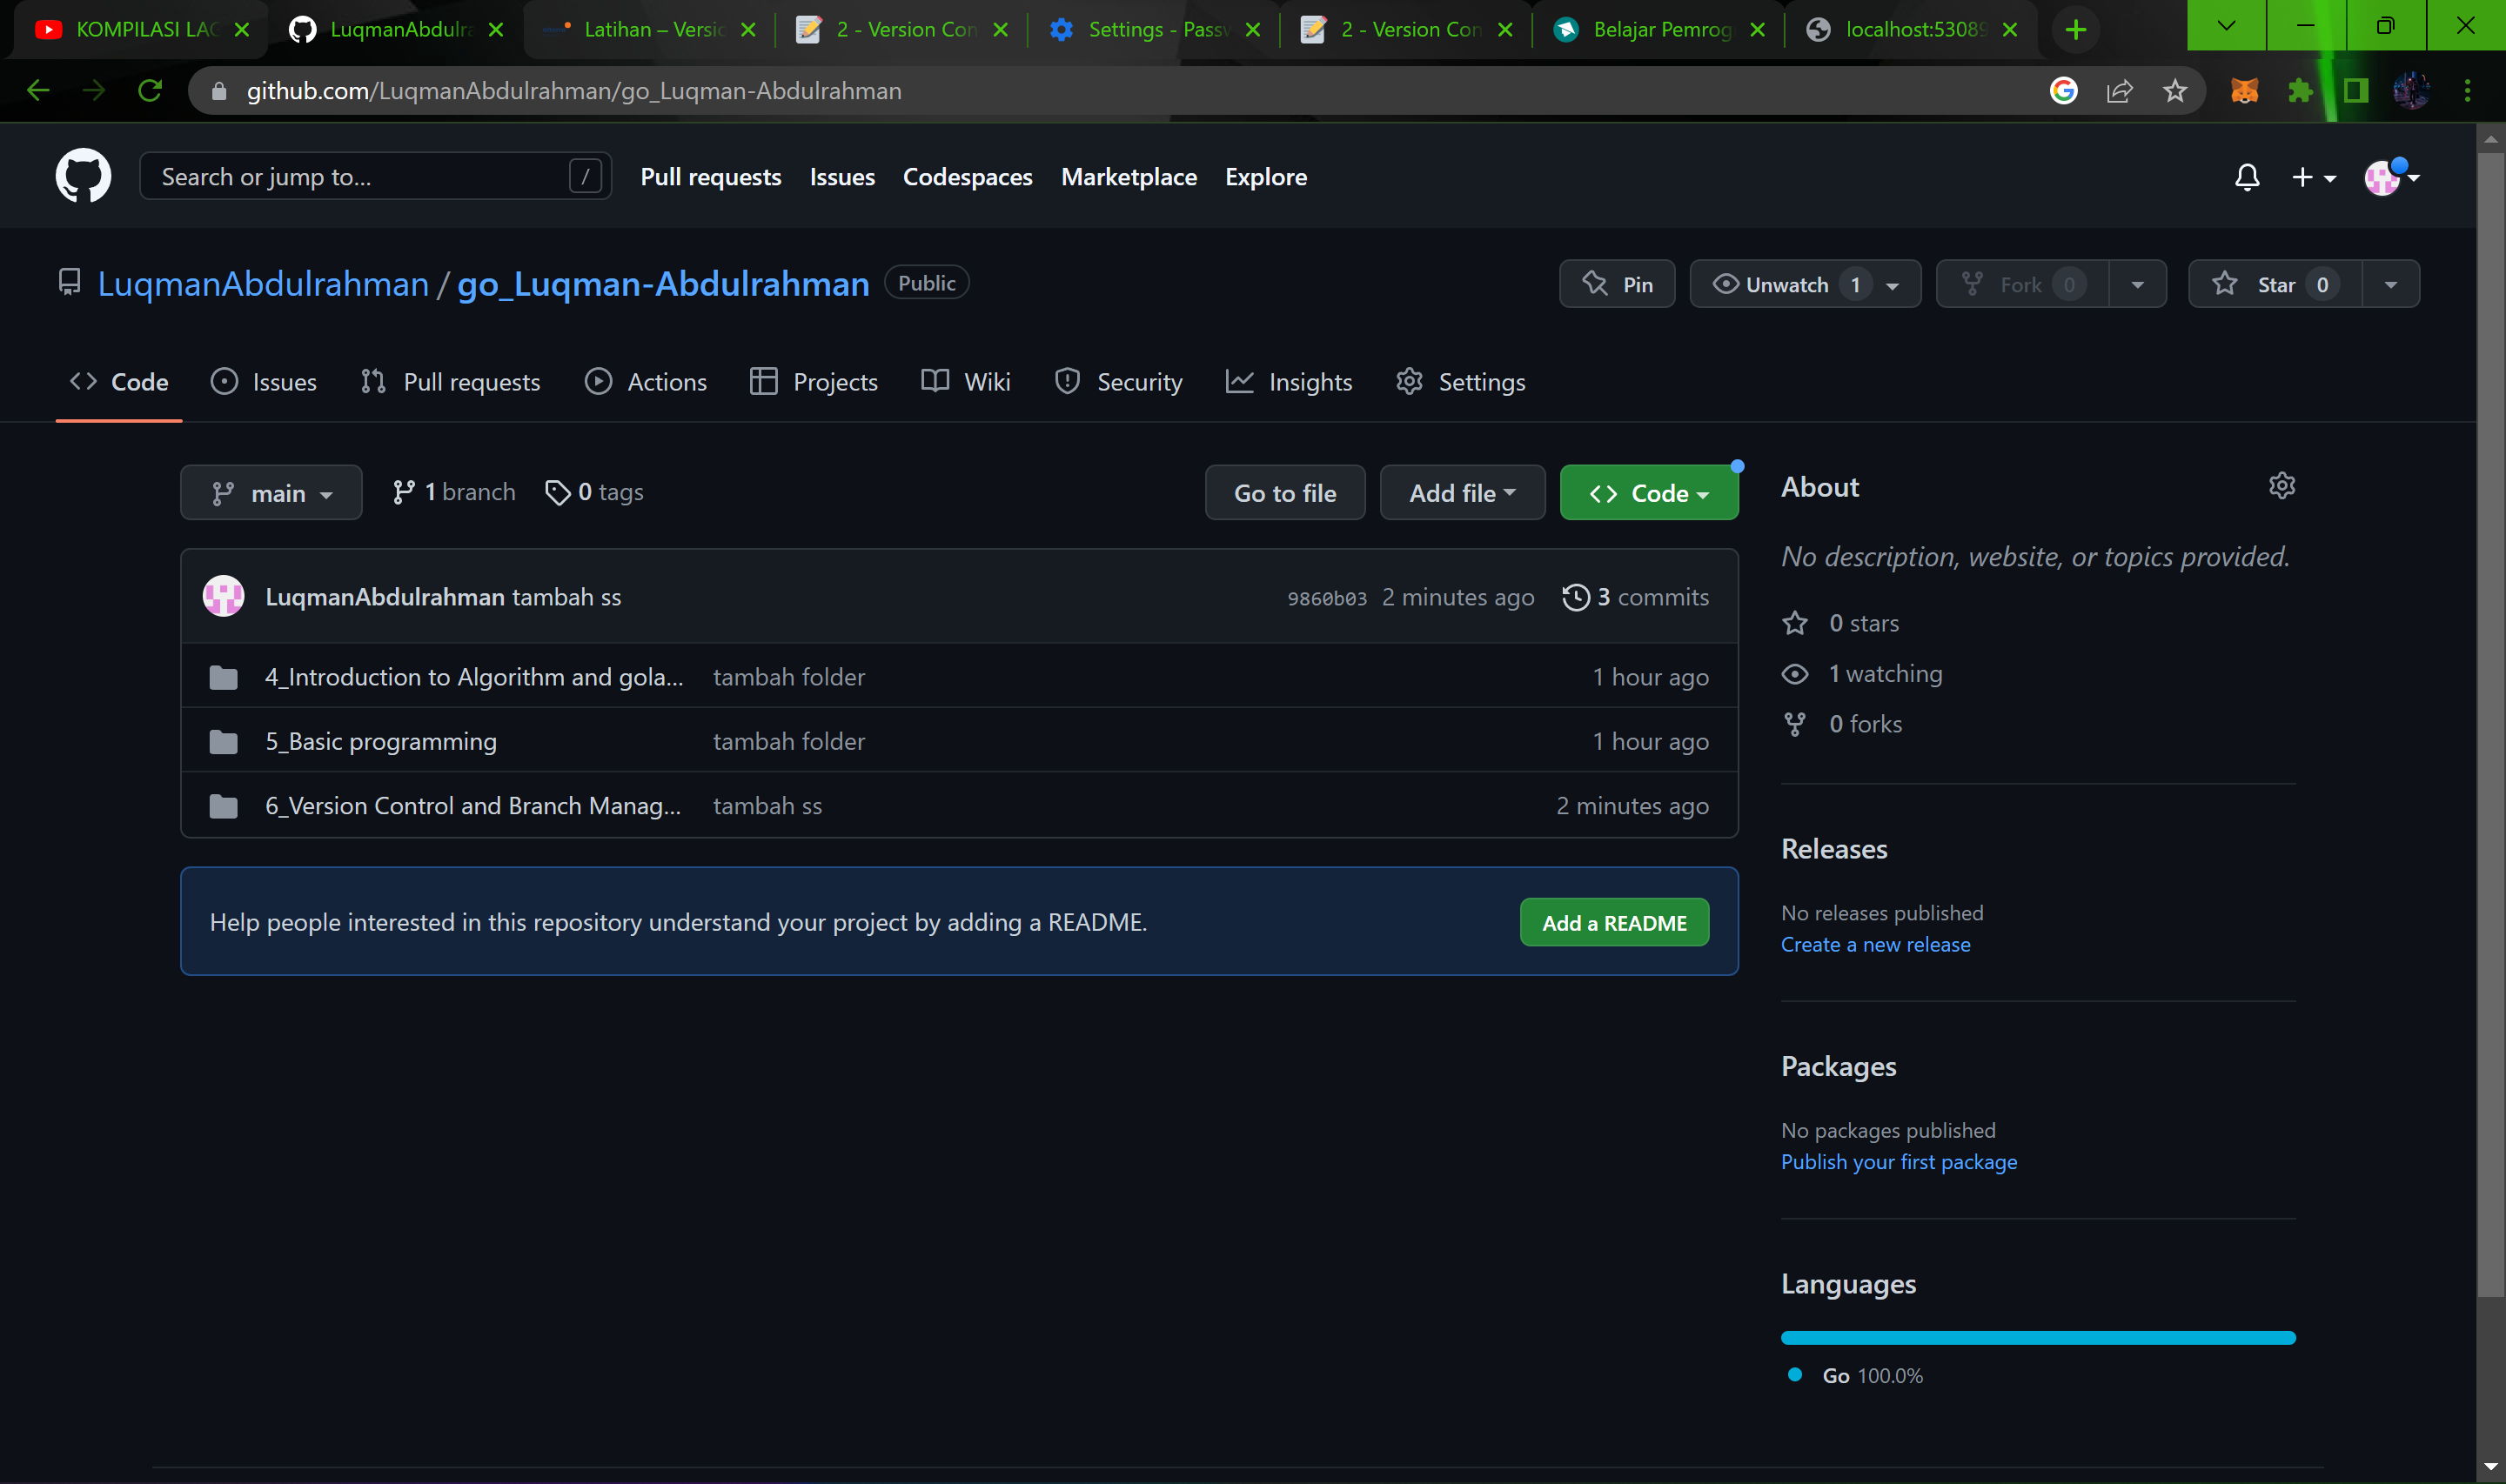 KOMPILASI LAG
LuqmanAbdulra
Latihan – Versio
2 - Version Con
Settings - Passw
2 - Version Con
Belajar Pemrog
localhost:53089
github.com/LuqmanAbdulrahman/go_Luqman-Abdulrahman
Search or jump to... /
Pull requests Issues Codespaces Marketplace Explore
LuqmanAbdulrahman / go_Luqman-Abdulrahman Public
Pin Unwatch 1 Fork 0 Star 0
Code Issues Pull requests Actions Projects Wiki Security Insights Settings
main 1 branch 0 tags Go to file Add file Code
LuqmanAbdulrahman tambah ss 9860b03 2 minutes ago 3 commits
4_Introduction to Algorithm and gola... tambah folder 1 hour ago
5_Basic programming tambah folder 1 hour ago
6_Version Control and Branch Manag... tambah ss 2 minutes ago
Help people interested in this repository understand your project by adding a README. Add a README
About
No description, website, or topics provided.
0 stars
1 watching
0 forks
Releases
No releases published
Create a new release
Packages
No packages published
Publish your first package
Languages
Go 100.0%